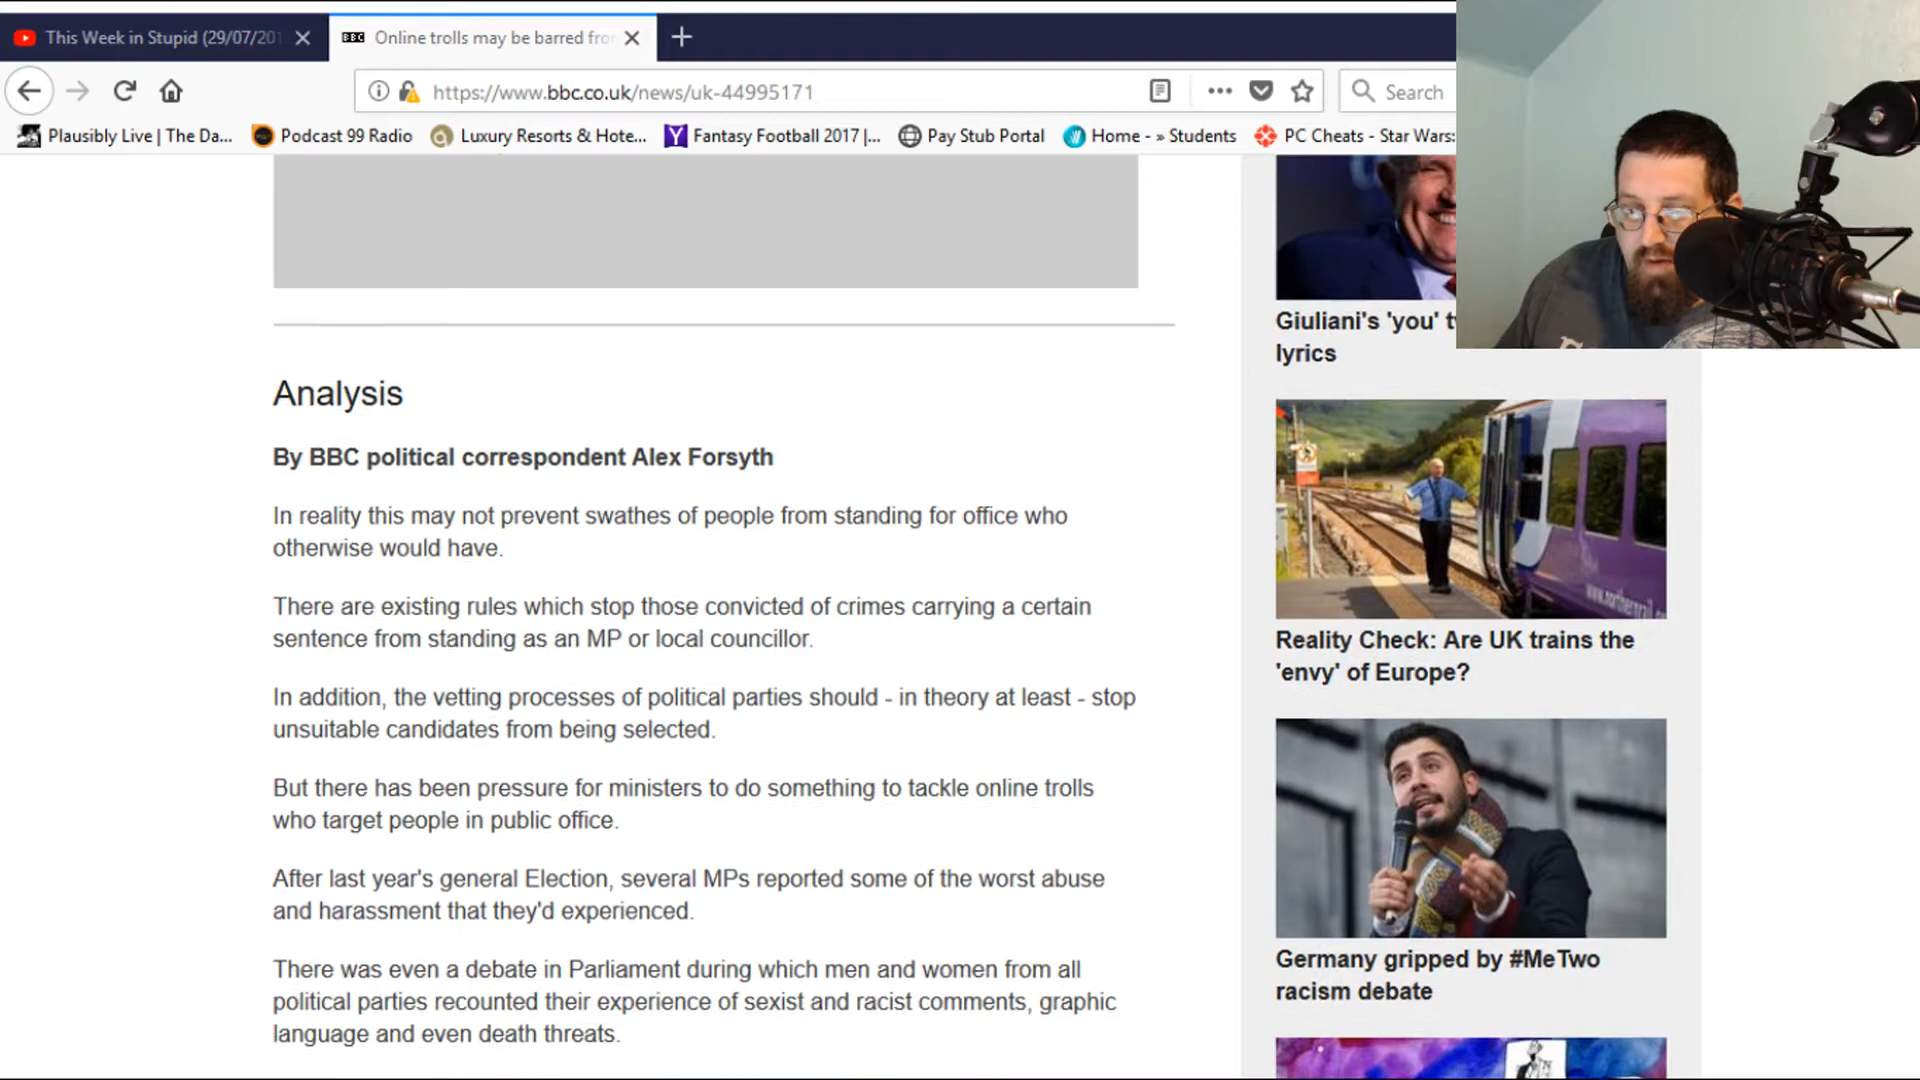 This Week in Stupid (29/07/201
BBC Online trolls may be barred fro
https://www.bbc.co.uk/news/uk-44995171
Search
Plausibly Live | The Da...
Podcast 99 Radio
Luxury Resorts & Hote...
Fantasy Football 2017 |...
Pay Stub Portal
Home - » Students
PC Cheats - Star Wars:
Giuliani's 'you' t
lyrics
Analysis
By BBC political correspondent Alex Forsyth
In reality this may not prevent swathes of people from standing for office who
otherwise would have.
There are existing rules which stop those convicted of crimes carrying a certain
sentence from standing as an MP or local councillor.
In addition, the vetting processes of political parties should - in theory at least - stop
unsuitable candidates from being selected.
But there has been pressure for ministers to do something to tackle online trolls
who target people in public office.
After last year's general Election, several MPs reported some of the worst abuse
and harassment that they'd experienced.
There was even a debate in Parliament during which men and women from all
political parties recounted their experience of sexist and racist comments, graphic
language and even death threats.
Reality Check: Are UK trains the
'envy' of Europe?
Germany gripped by #MeTwo
racism debate